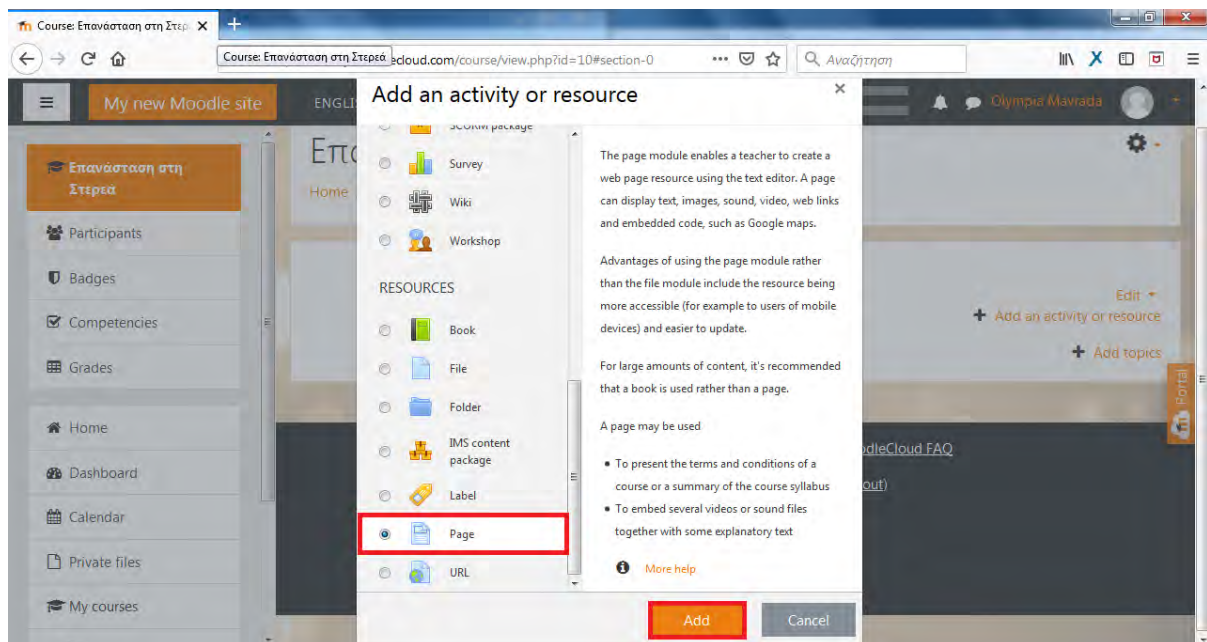 Course: Επανάσταση στη Στερ
Course: Επανάσταση στη Στερεά
ecloud.com/course/view.php?id=10#section-0
Αναζήτηση
My new Moodle site
ENGLI
Olympia Mavrada
Επανάσταση στη
Στερεά
Participants
Badges
Competencies
Grades
Home
Dashboard
Calendar
Private files
My courses
Επα
Home
Add an activity or resource
×
SCORM package
Survey
Wiki
Workshop
RESOURCES
Book
File
Folder
IMS content
package
Label
Page
URL
The page module enables a teacher to create a
web page resource using the text editor. A page
can display text, images, sound, video, web links
and embedded code, such as Google maps.
Advantages of using the page module rather
than the file module include the resource being
more accessible (for example to users of mobile
devices) and easier to update.
For large amounts of content, it's recommended
that a book is used rather than a page.
A page may be used
• To present the terms and conditions of a
course or a summary of the course syllabus
• To embed several videos or sound files
together with some explanatory text
More help
Add
Cancel
Edit
+ Add an activity or resource
+ Add topics
Portal
odleCloud FAQ
out)